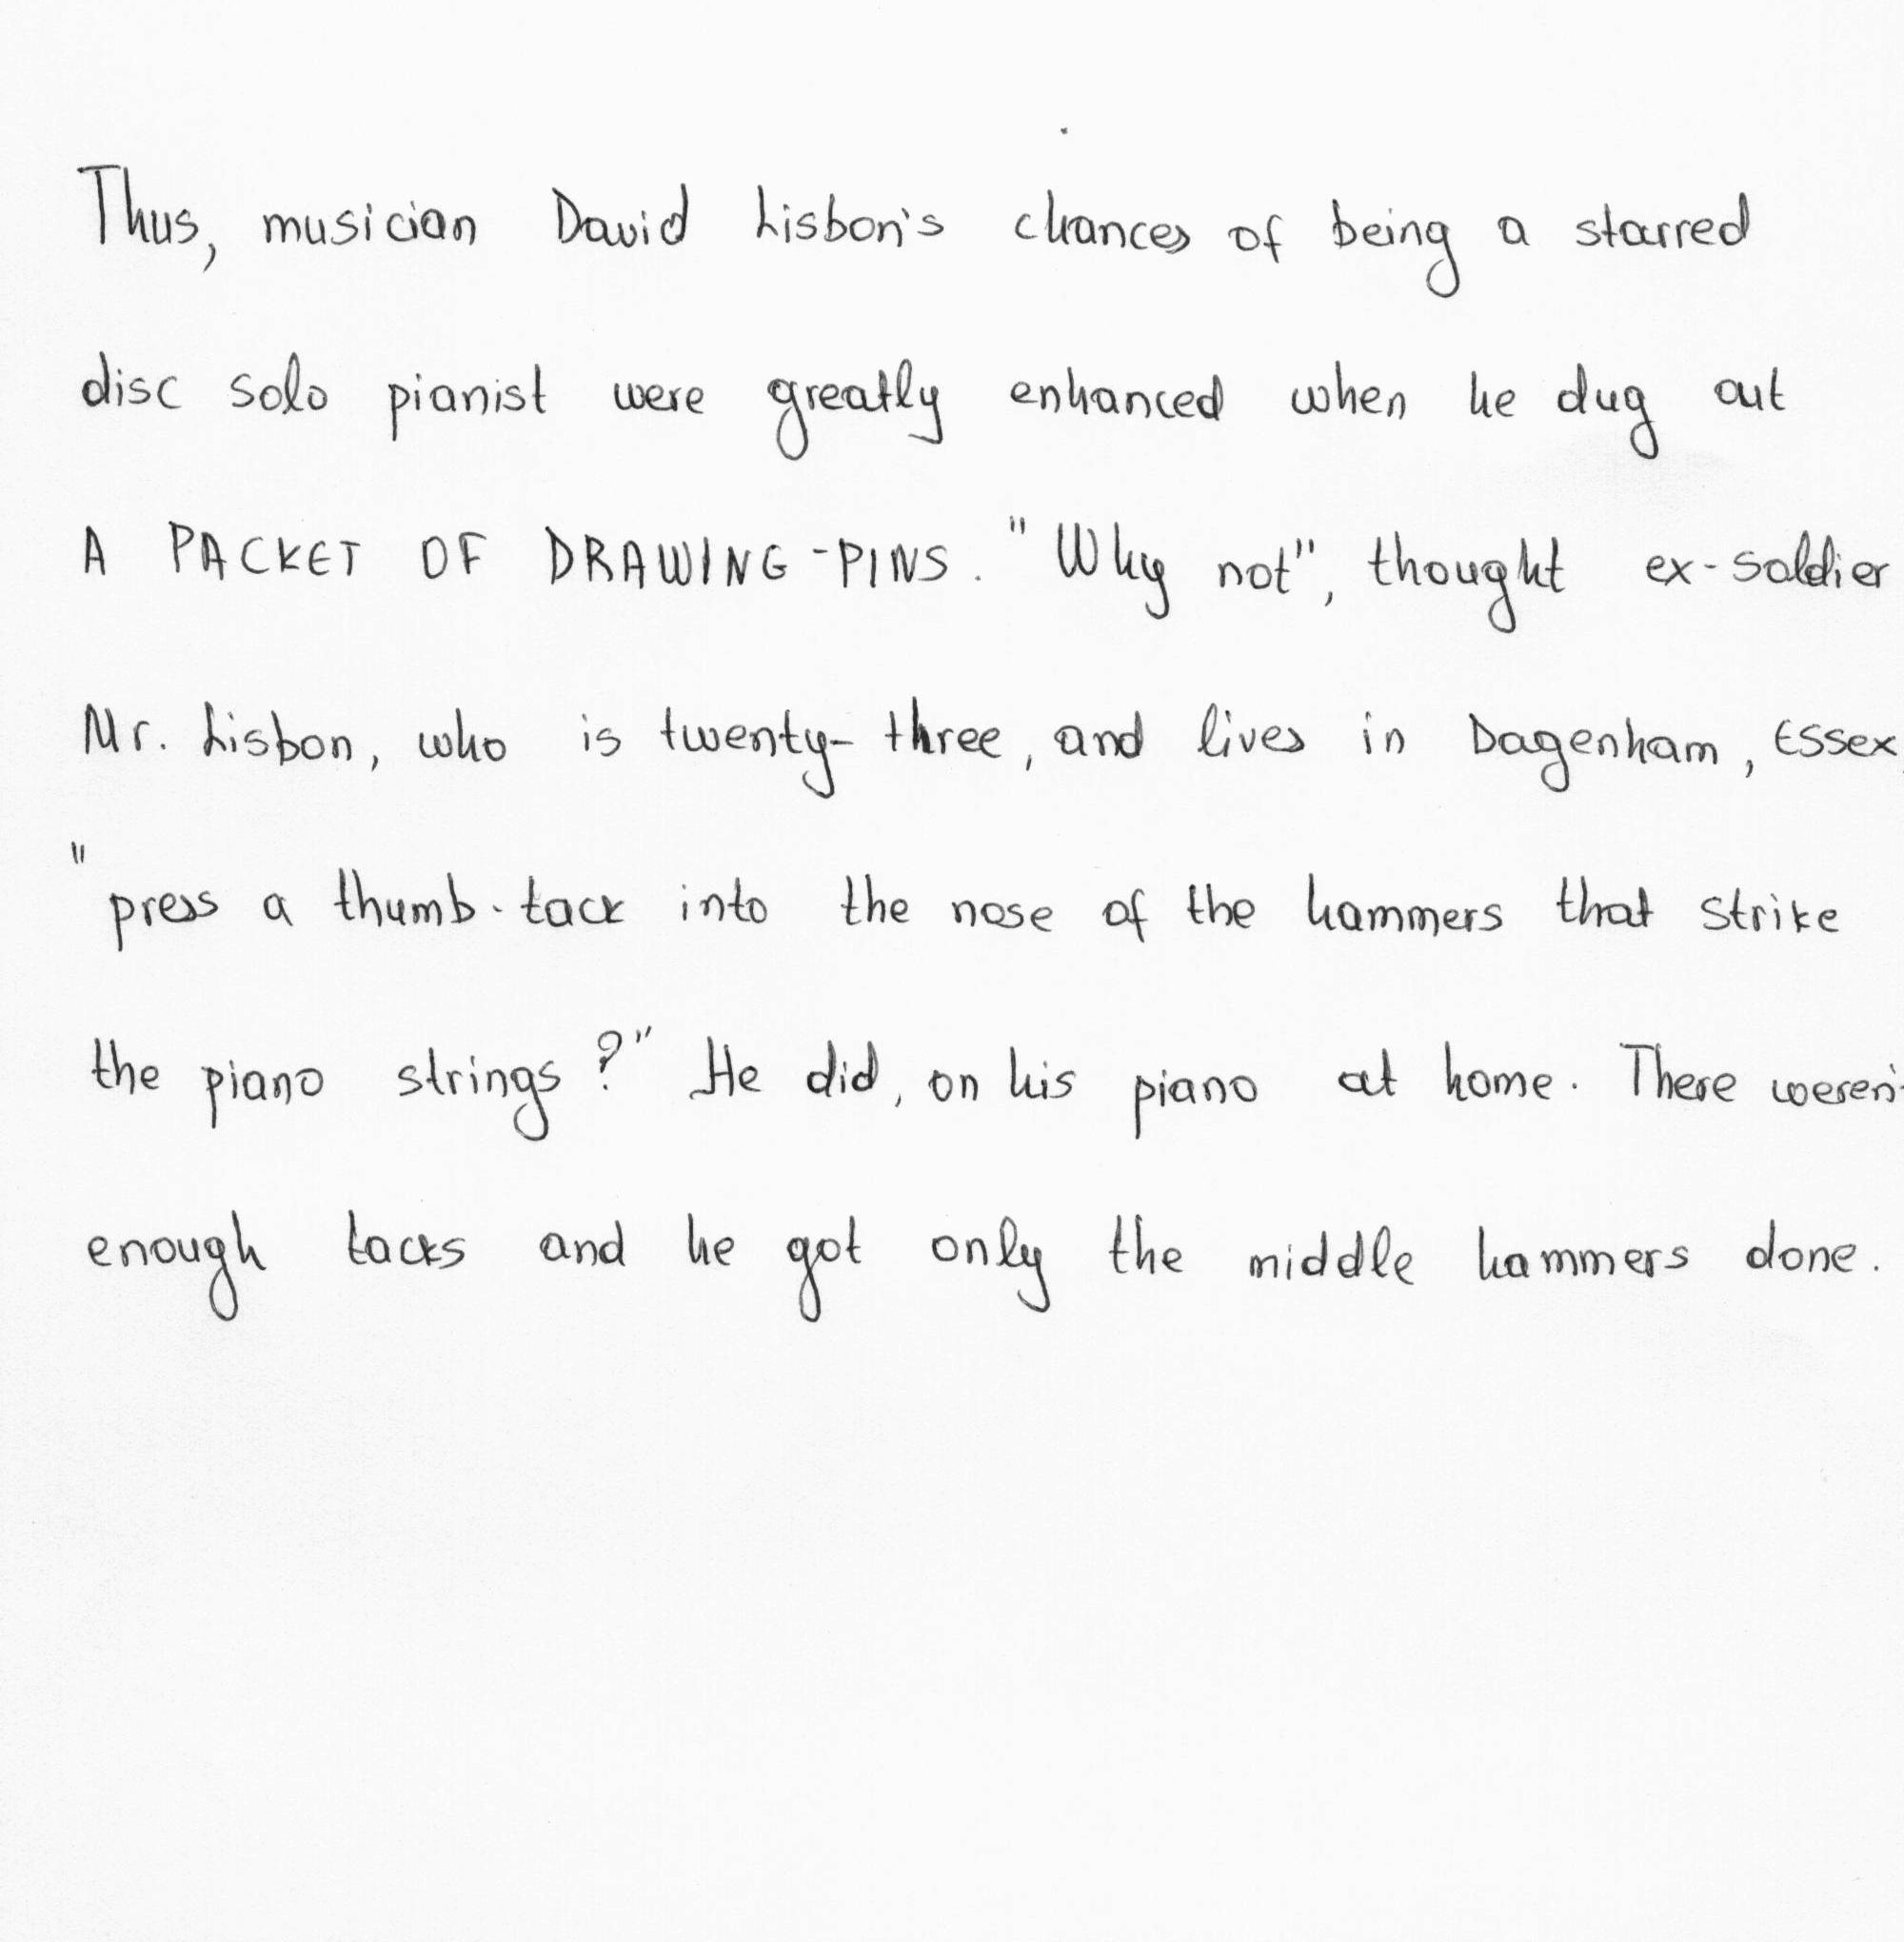 Thus, musician David Lisbon's chances of being a starred
disc solo pianist were greatly enhanced when he dug out
A PACKET OF DRAWING-PINS. "Why not", thought ex-soldier
Mr. Lisbon, who is twenty-three, and lives in Dagenham, Essex,
"press a thumb-tack into the nose of the hammers that strike
the piano strings?" He did, on his piano at home. There weren't
enough tacks and he got only the middle hammers done.